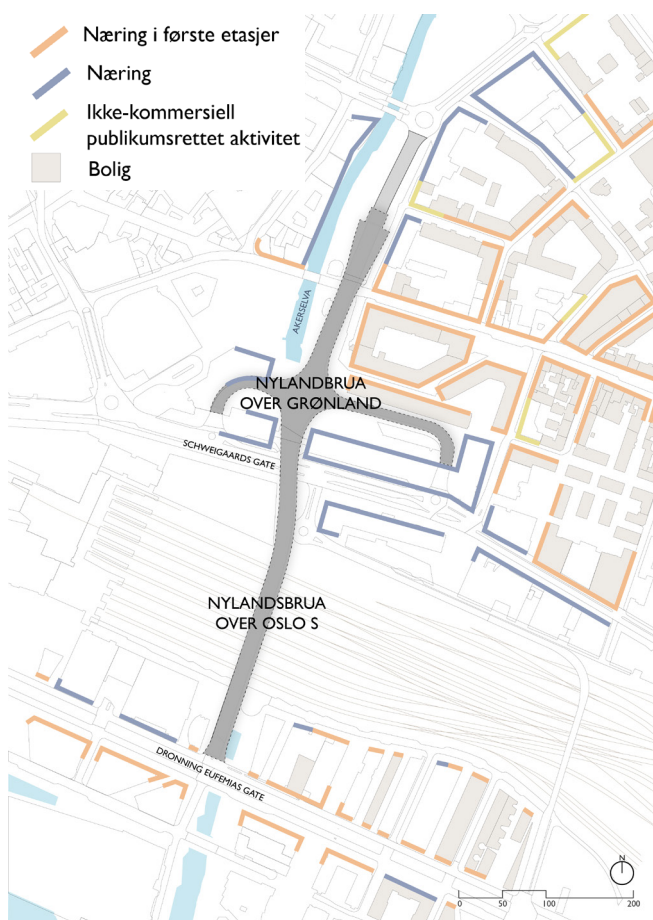 Næring i første etasjer
Næring
Ikke-kommersiell
publikumsrettet aktivitet
Bolig
AKERSELVA
NYLANDBRUA
OVER GRØNLAND
SCHWEIGAARDS GATE
NYLANDSBRUA
OVER OSLO S
DRONNING EUFEMIAS GATE
N
0 50 100 200